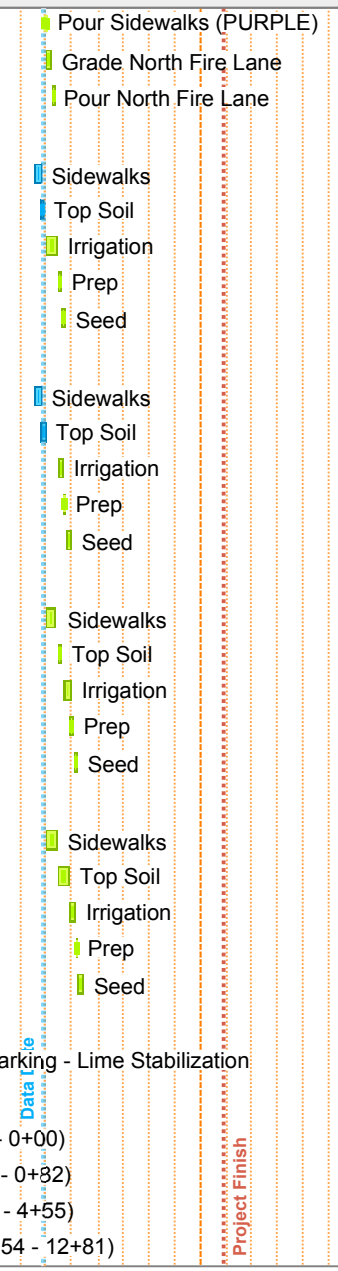 Pour Sidewalks (PURPLE)
Grade North Fire Lane
Pour North Fire Lane
Sidewalks
Top Soil
Irrigation
Prep
Seed
Sidewalks
Top Soil
Irrigation
Prep
Seed
Sidewalks
Top Soil
Irrigation
Prep
Seed
Sidewalks
Top Soil
Irrigation
Prep
Seed
arking - Lime Stabilization
Data Date
- 0+00)
- 0+82)
- 4+55)
54 - 12+81)
Project Finish